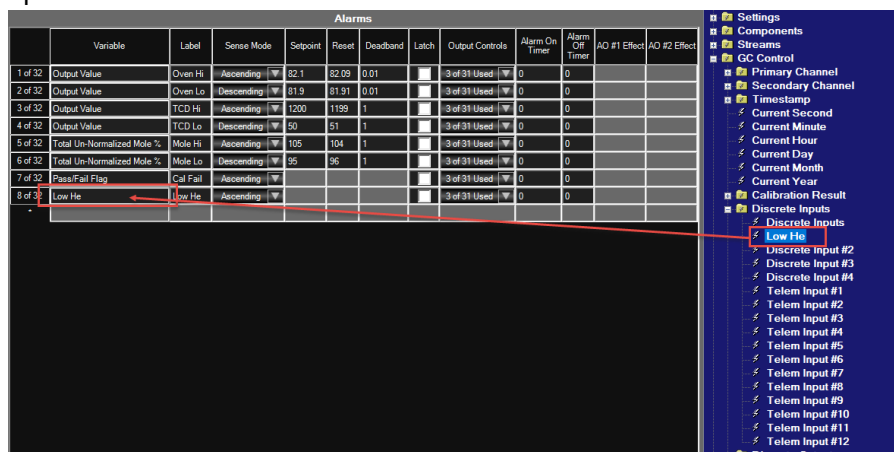 Alarms
Variable Label Sense Mode Setpoint Reset Deadband Latch Output Controls Alarm On Timer Alarm Off Timer AO #1 Effect AO #2 Effect
1 of 32 Output Value Oven Hi Ascending 82.1 82.09 0.01 3 of 31 Used 0 0
2 of 32 Output Value Oven Lo Descending 81.9 81.91 0.01 3 of 31 Used 0 0
3 of 32 Output Value TCD Hi Ascending 1200 1199 1 3 of 31 Used 0 0
4 of 32 Output Value TCD Lo Descending 50 51 1 3 of 31 Used 0 0
5 of 32 Total Un-Normalized Mole % Mole Hi Ascending 105 104 1 3 of 31 Used 0 0
6 of 32 Total Un-Normalized Mole % Mole Lo Descending 95 96 1 3 of 31 Used 0 0
7 of 32 Pass/Fail Flag Cal Fail Ascending 3 of 31 Used 0 0
8 of 32 Low He Low He Ascending 3 of 31 Used 0 0
*
Settings
Components
Streams
GC Control
Primary Channel
Secondary Channel
Timestamp
Current Second
Current Minute
Current Hour
Current Day
Current Month
Current Year
Calibration Result
Discrete Inputs
Discrete Inputs
Low He
Discrete Input #2
Discrete Input #3
Discrete Input #4
Telem Input #1
Telem Input #2
Telem Input #3
Telem Input #4
Telem Input #5
Telem Input #6
Telem Input #7
Telem Input #8
Telem Input #9
Telem Input #10
Telem Input #11
Telem Input #12